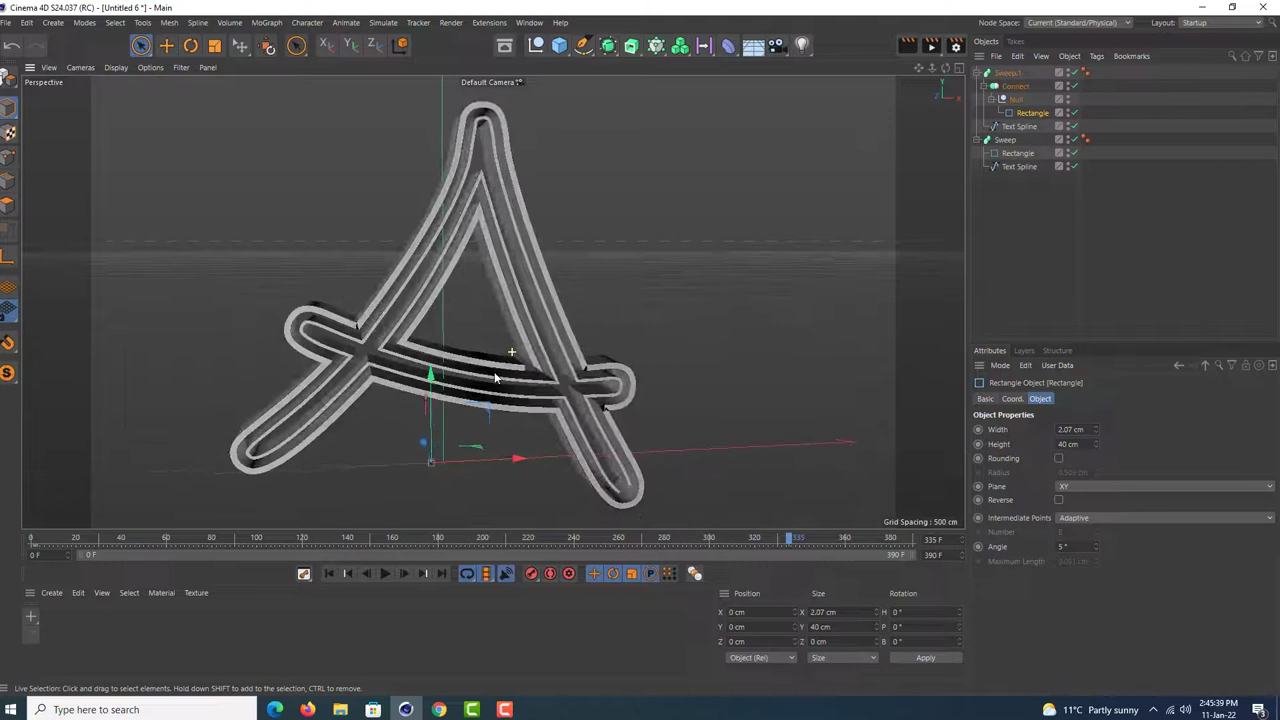 Cinema 4D S24.037 (RC) - [Untitled 6 *] - Main
File Edit Create Modes Select Tools Mesh Spline Volume MoGraph Character Animate Simulate Tracker Render Extensions Window Help
Node Space: Current (Standard/Physical) Layout: Startup
View Cameras Display Options Filter Panel
Perspective
Default Camera
Y
Z X
Grid Spacing : 500 cm
Objects Takes
File Edit View Object Tags Bookmarks
Sweep.1
Connect
Null
Rectangle
Text Spline
Sweep
Rectangle
Text Spline
Attributes Layers Structure
Mode Edit User Data
Rectangle Object [Rectangle]
Basic Coord. Object
Object Properties
Width 2.07 cm
Height 40 cm
Rounding
Radius
Plane XY
Reverse
Intermediate Points Adaptive
Number 8
Angle 5 °
Maximum Length
0 20 40 60 80 100 120 140 160 180 200 220 240 260 280 300 320 335 360 380 335 F
0 F 0 F 390 F 390 F
Create Edit View Select Material Texture
Position Size Rotation
X 0 cm X 2.07 cm H 0 °
Y 0 cm Y 40 cm P 0 °
Z 0 cm Z 0 cm B 0 °
Object (Rel) Size Apply
Live Selection: Click and drag to select elements. Hold down SHIFT to add to the selection, CTRL to remove.
Type here to search
11°C Partly sunny
2:45:39 PM
11-Jan-22